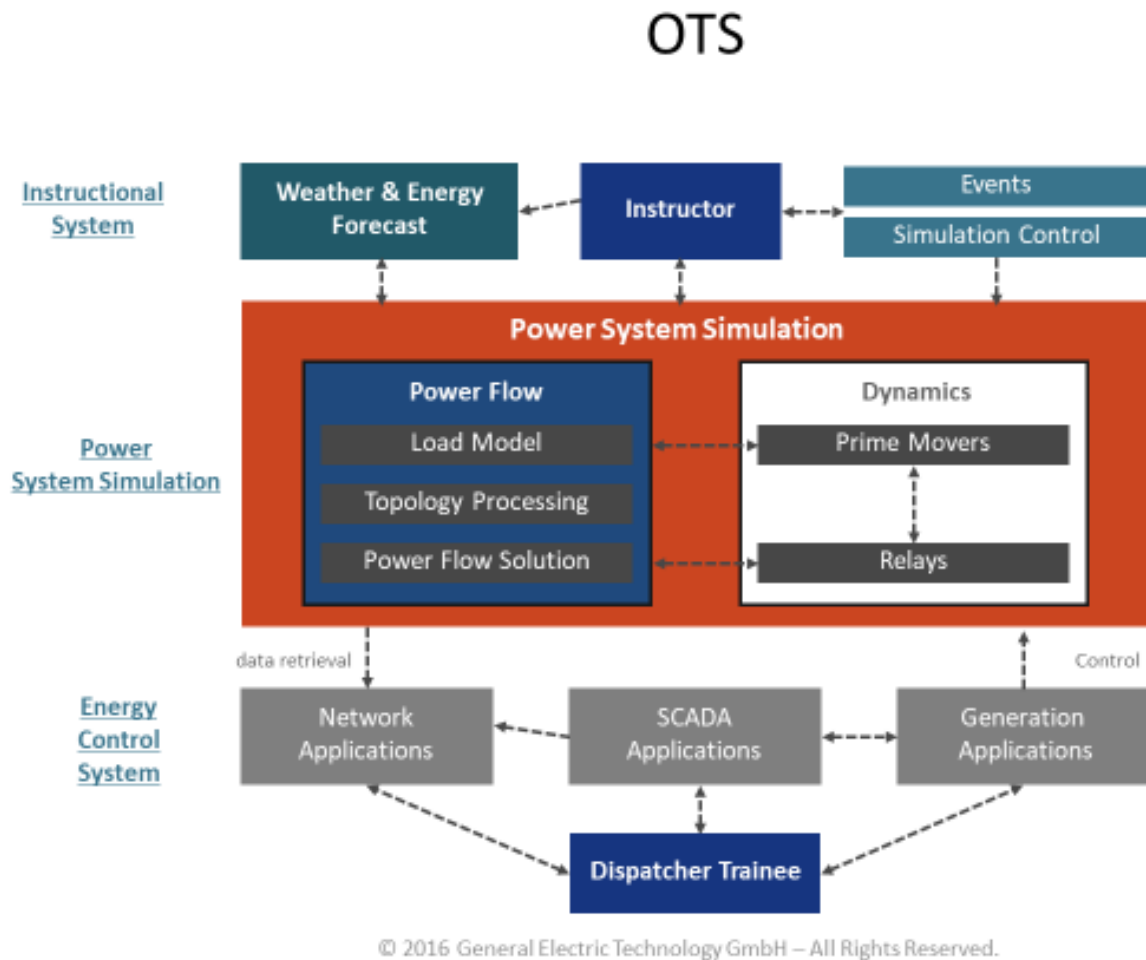 OTS
Instructional
System
Weather & Energy
Forecast
Instructor
Events
Simulation Control
Power System Simulation
Power
System Simulation
Power Flow
Load Model
Topology Processing
Power Flow Solution
Dynamics
Prime Movers
Relays
data retrieval
Control
Energy
Control
System
Network
Applications
SCADA
Applications
Generation
Applications
Dispatcher Trainee
© 2016 General Electric Technology GmbH – All Rights Reserved.